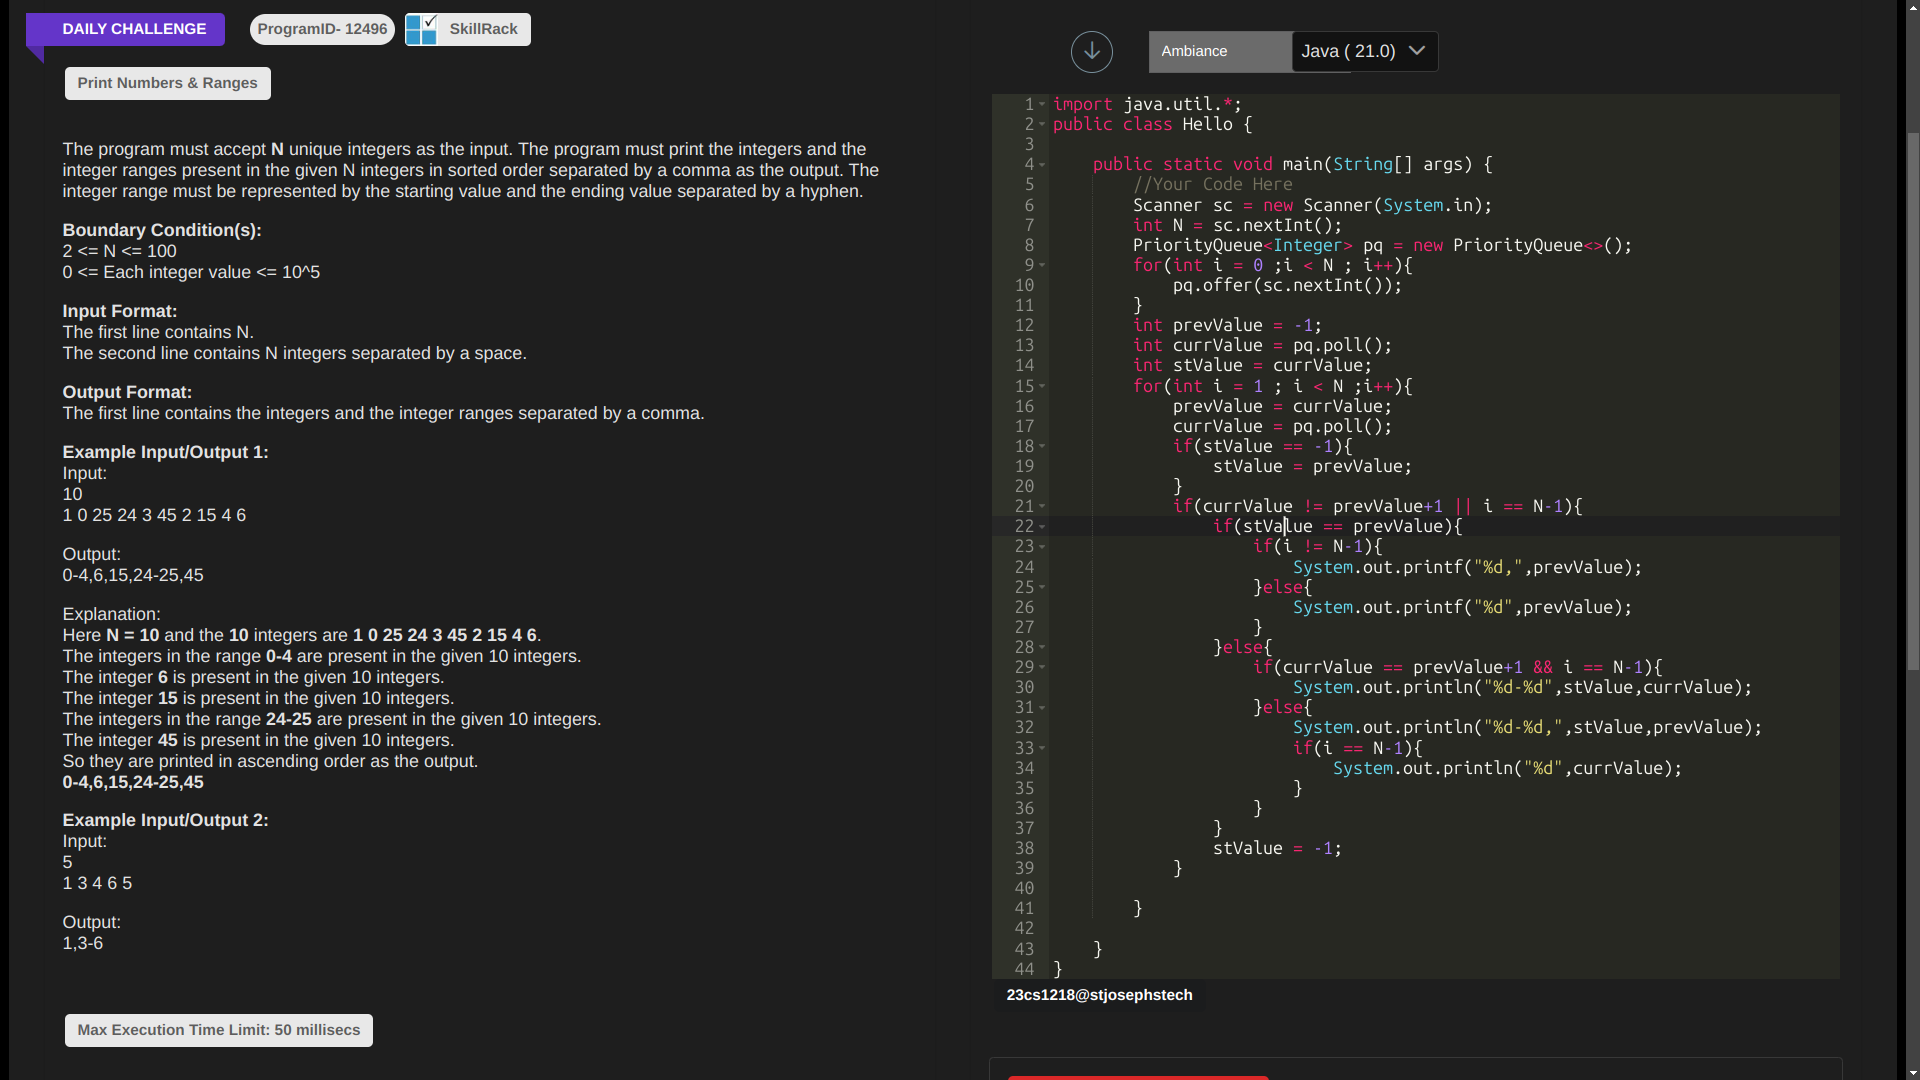 DAILY CHALLENGE
ProgramID- 12496
SkillRack
Print Numbers & Ranges
The program must accept N unique integers as the input. The program must print the integers and the
integer ranges present in the given N integers in sorted order separated by a comma as the output. The
integer range must be represented by the starting value and the ending value separated by a hyphen.
Boundary Condition(s):
2 <= N <= 100
0 <= Each integer value <= 10^5
Input Format:
The first line contains N.
The second line contains N integers separated by a space.
Output Format:
The first line contains the integers and the integer ranges separated by a comma.
Example Input/Output 1:
Input:
10
1 0 25 24 3 45 2 15 4 6
Output:
0-4,6,15,24-25,45
Explanation:
Here N = 10 and the 10 integers are 1 0 25 24 3 45 2 15 4 6.
The integers in the range 0-4 are present in the given 10 integers.
The integer 6 is present in the given 10 integers.
The integer 15 is present in the given 10 integers.
The integers in the range 24-25 are present in the given 10 integers.
The integer 45 is present in the given 10 integers.
So they are printed in ascending order as the output.
0-4,6,15,24-25,45
Example Input/Output 2:
Input:
5
1 3 4 6 5
Output:
1,3-6
Max Execution Time Limit: 50 millisecs
Ambiance
Java ( 21.0)
1 import java.util.*;
2 public class Hello {
3
4     public static void main(String[] args) {
5         //Your Code Here
6         Scanner sc = new Scanner(System.in);
7         int N = sc.nextInt();
8         PriorityQueue<Integer> pq = new PriorityQueue<>();
9         for(int i = 0 ;i < N ; i++){
10             pq.offer(sc.nextInt());
11         }
12         int prevValue = -1;
13         int currValue = pq.poll();
14         int stValue = currValue;
15         for(int i = 1 ; i < N ;i++){
16             prevValue = currValue;
17             currValue = pq.poll();
18             if(stValue == -1){
19                 stValue = prevValue;
20             }
21             if(currValue != prevValue+1 || i == N-1){
22                 if(stValue == prevValue){
23                     if(i != N-1){
24                         System.out.printf("%d,",prevValue);
25                     }else{
26                         System.out.printf("%d",prevValue);
27                     }
28                 }else{
29                     if(currValue == prevValue+1 && i == N-1){
30                         System.out.println("%d-%d",stValue,currValue);
31                     }else{
32                         System.out.println("%d-%d,",stValue,prevValue);
33                         if(i == N-1){
34                             System.out.println("%d",currValue);
35                         }
36                     }
37                 }
38                 stValue = -1;
39             }
40
41         }
42
43     }
44 }
23cs1218@stjosephstech